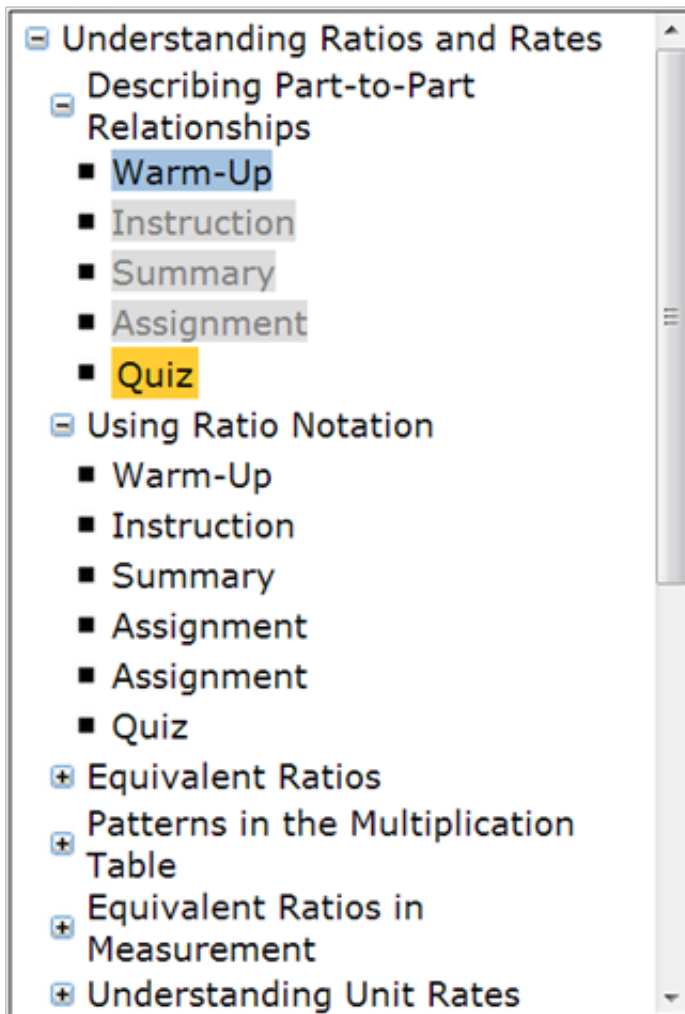 Understanding Ratios and Rates
Describing Part-to-Part
Relationships
Warm-Up
Instruction
Summary
Assignment
Quiz
Using Ratio Notation
Warm-Up
Instruction
Summary
Assignment
Assignment
Quiz
Equivalent Ratios
Patterns in the Multiplication
Table
Equivalent Ratios in
Measurement
Understanding Unit Rates